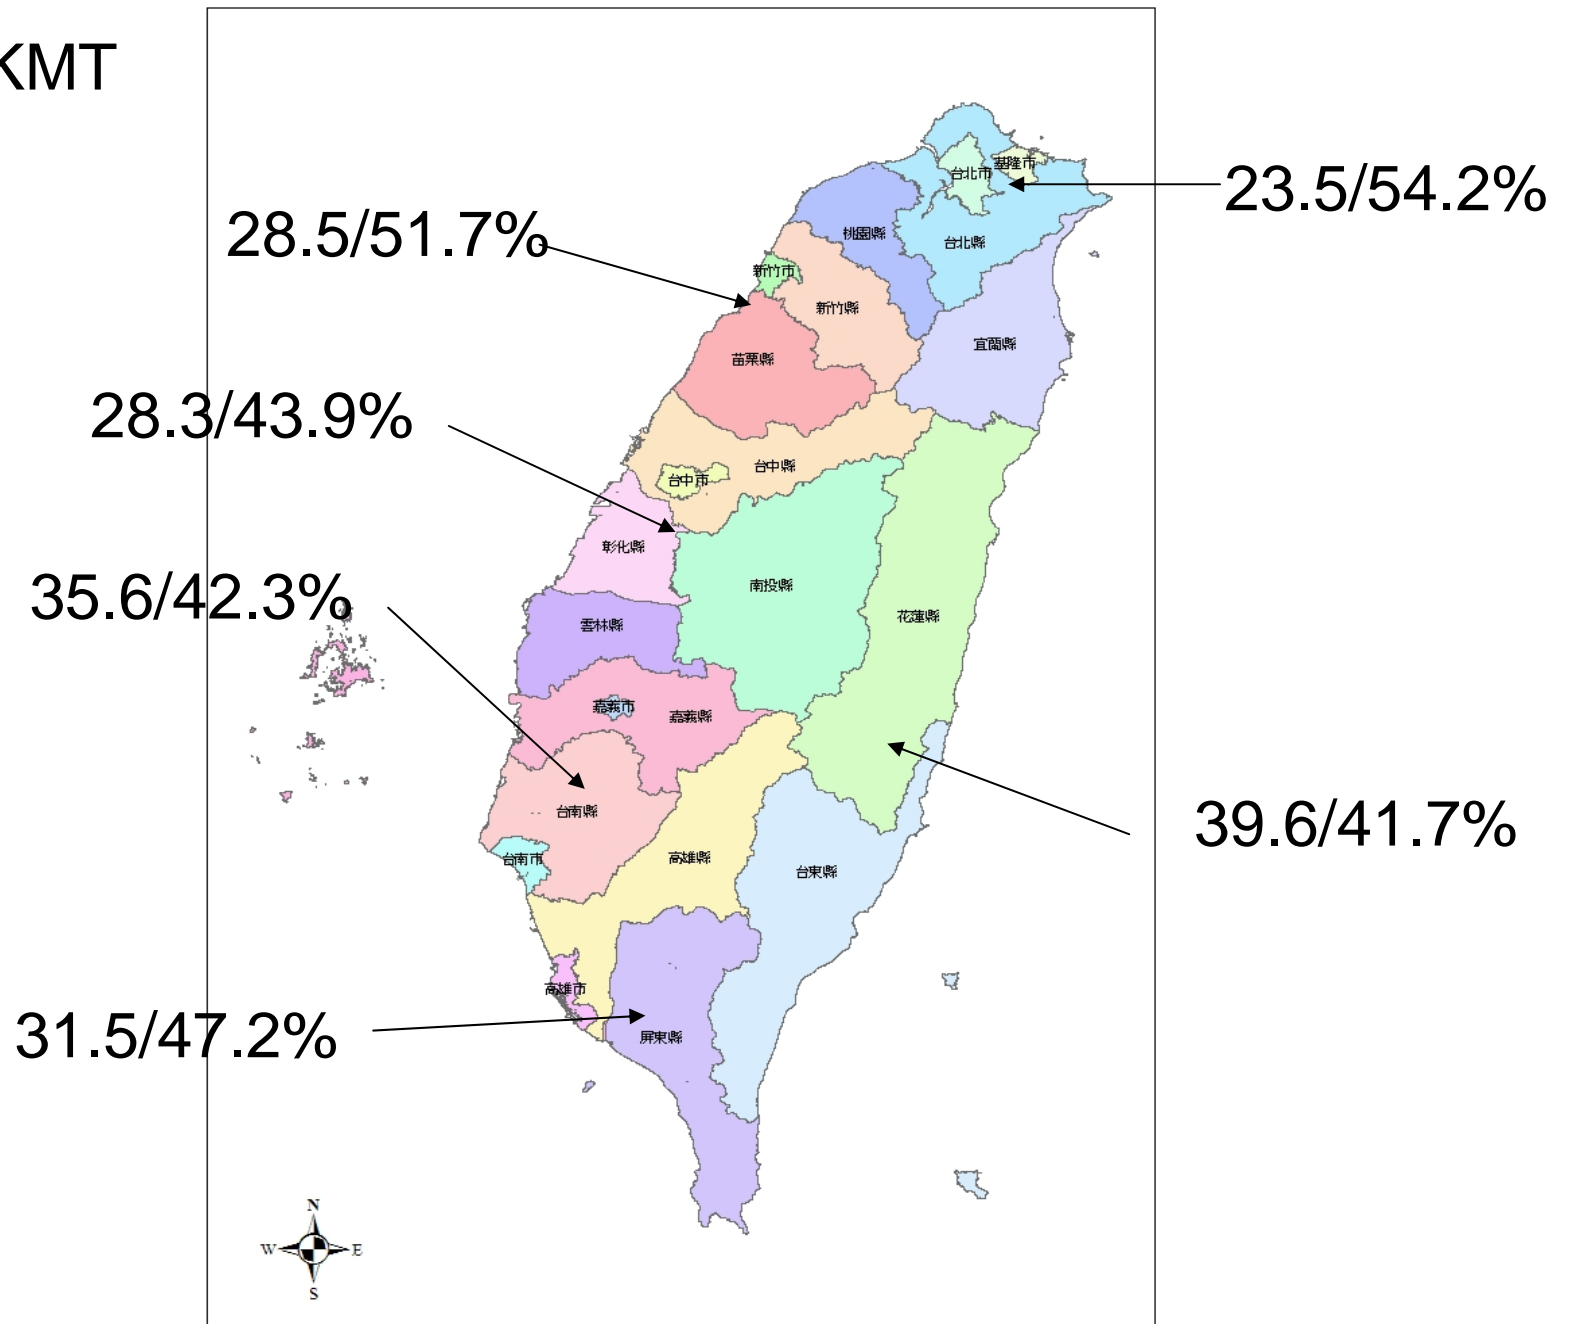 KMT
台北市
基隆市
23.5/54.2%
28.5/51.7%
桃園縣
台北縣
新竹市
新竹縣
宜蘭縣
苗栗縣
28.3/43.9%
台中縣
台中市
彰化縣
南投縣
35.6/42.3%
花蓮縣
雲林縣
嘉義市
嘉義縣
台南縣
39.6/41.7%
台南市
高雄縣
台東縣
高雄市
31.5/47.2%
屏東縣
N
W E
S